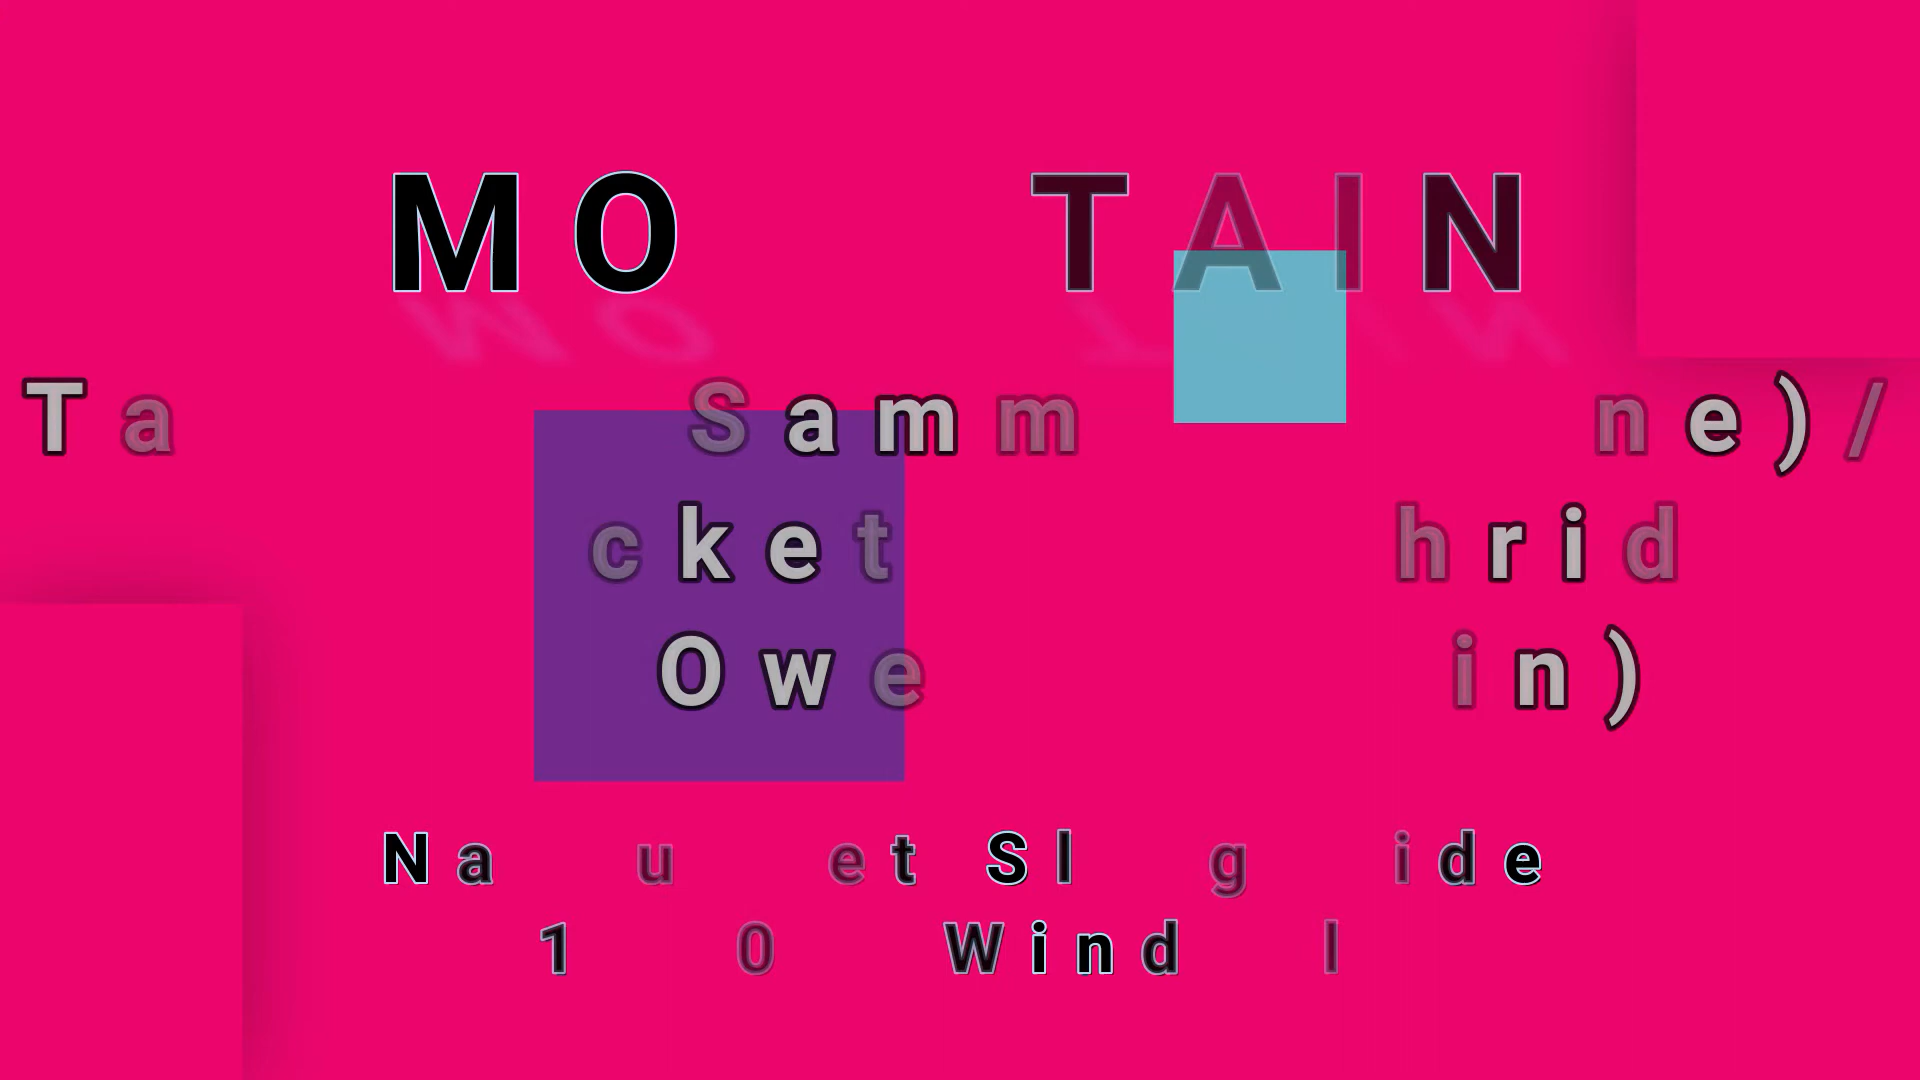 MO TAIN
Ta Samm ne)/
cket hrid
Owe in)
Na u et Sl g ide
1 0 Wind l